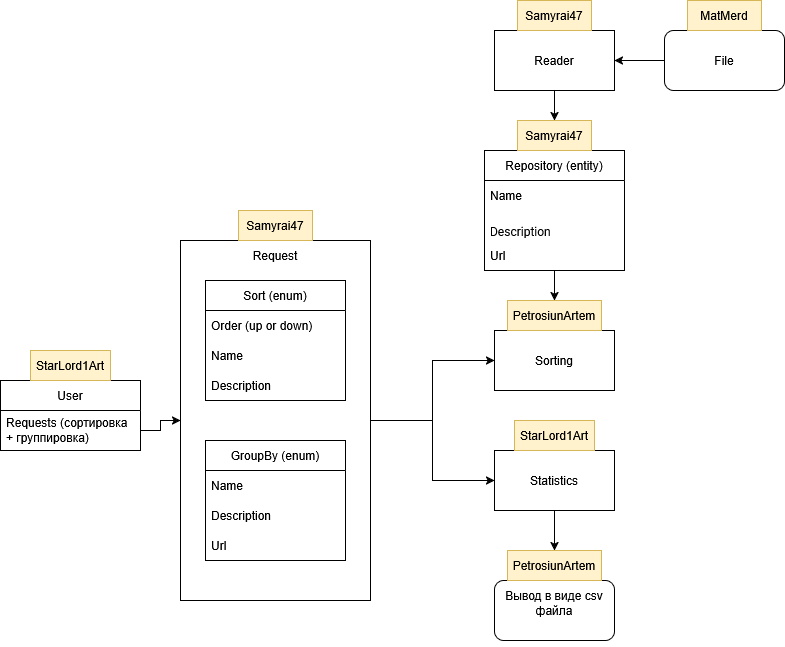 Samyrai47
MatMerd
Reader
File
Samyrai47
Repository (entity)
Name
Description
Url
Samyrai47
Request
Sort (enum)
Order (up or down)
Name
Description
GroupBy (enum)
Name
Description
Url
StarLord1Art
User
Requests (сортировка
+ группировка)
PetrosiunArtem
Sorting
StarLord1Art
Statistics
PetrosiunArtem
Вывод в виде csv
файла